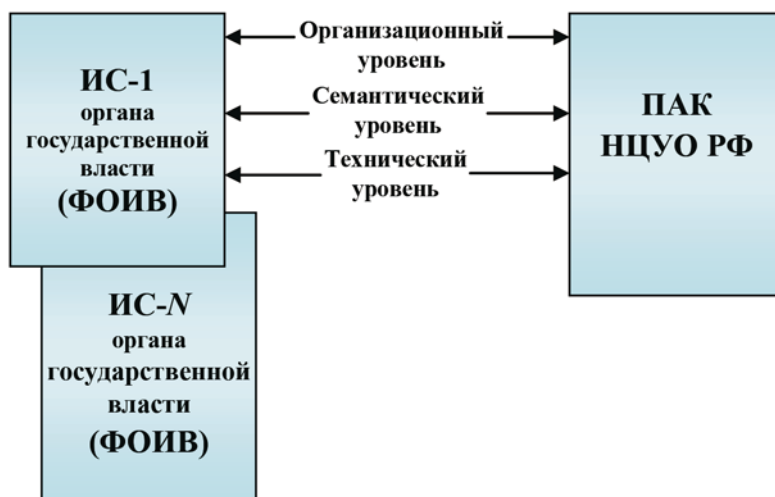 ИС-1
органа
государственной
власти
(ФОИВ)
Организационный
уровень
Семантический
уровень
Технический
уровень
ПАК
НЦУО РФ
ИС-N
органа
государственной
власти
(ФОИВ)